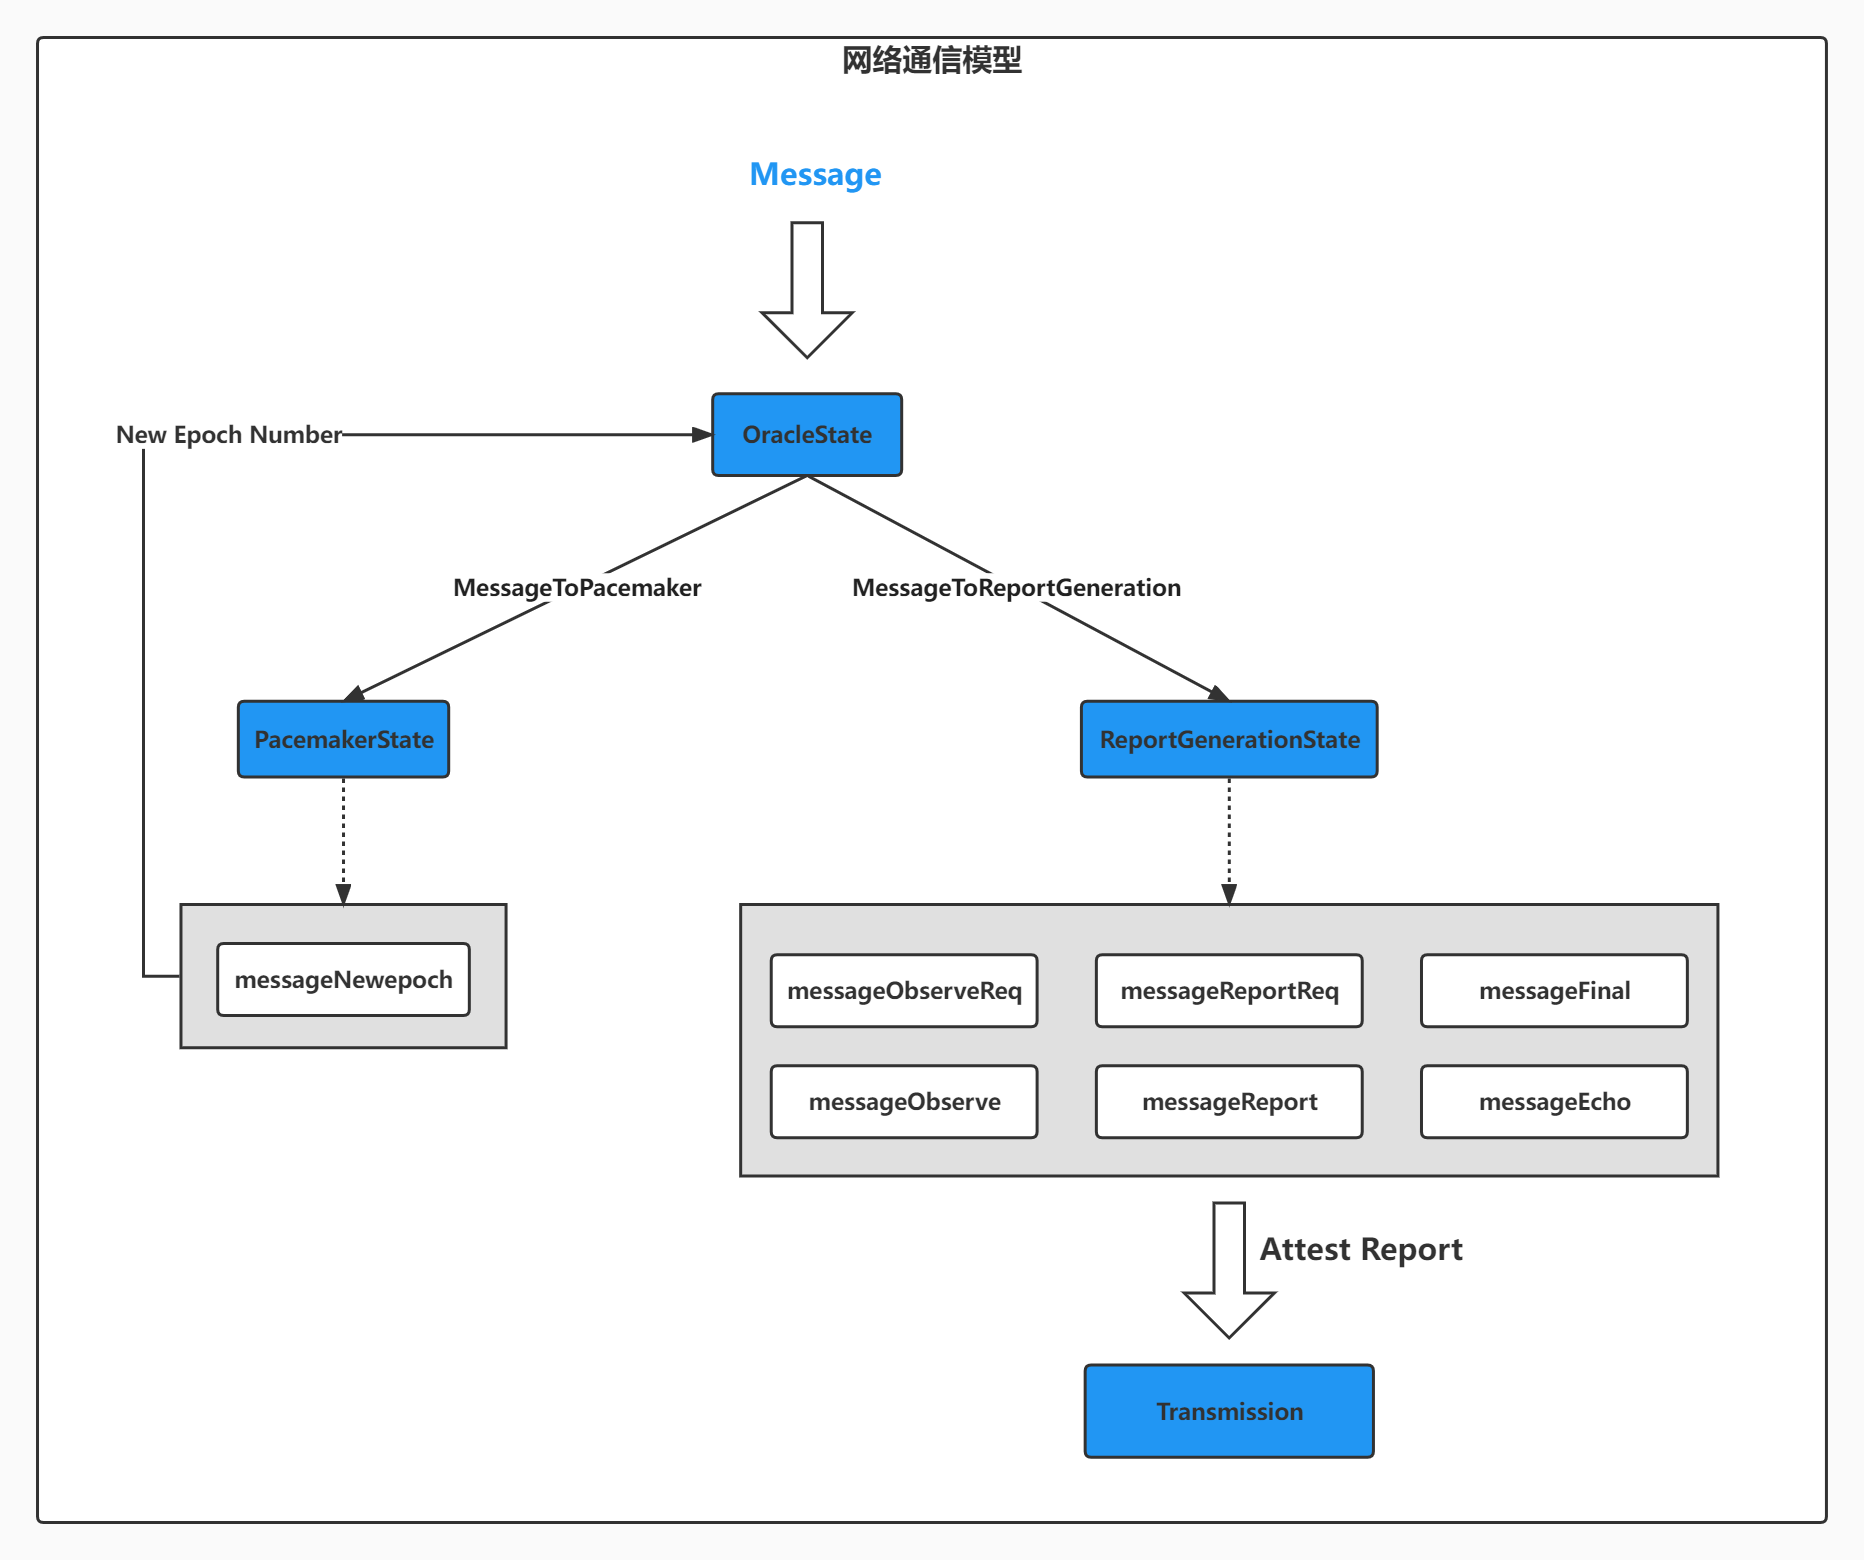 网络通信模型
Message
New Epoch Number
OracleState
MessageToPacemaker
MessageToReportGeneration
PacemakerState
ReportGenerationState
messageNewepoch
messageObserveReq
messageReportReq
messageFinal
messageObserve
messageReport
messageEcho
Attest Report
Transmission